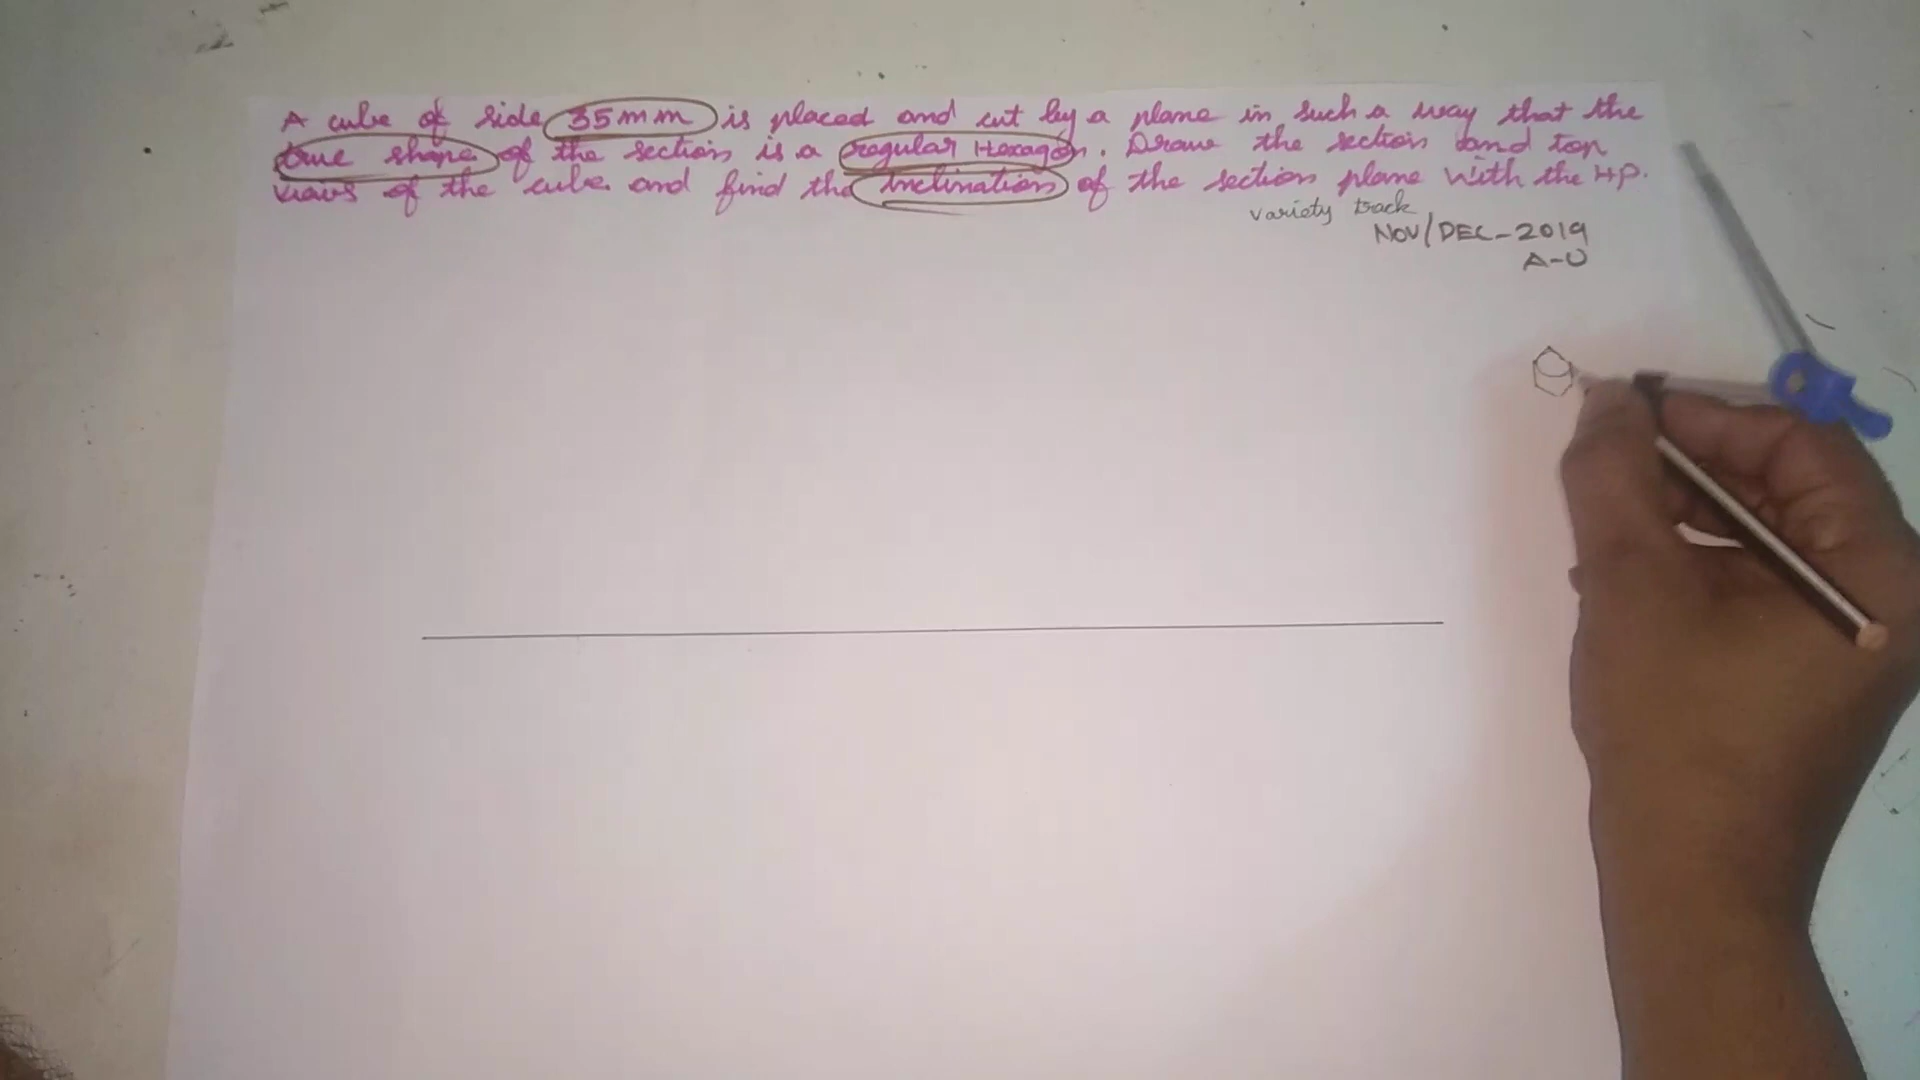 A cube of side 35mm is placed and cut by a plane in such a way that the
true shape of the section is a regular Hexagon. Draw the section and top
views of the cube and find the inclination of the section plane with the HP.
variety track
NOV/DEC-2019
A-U